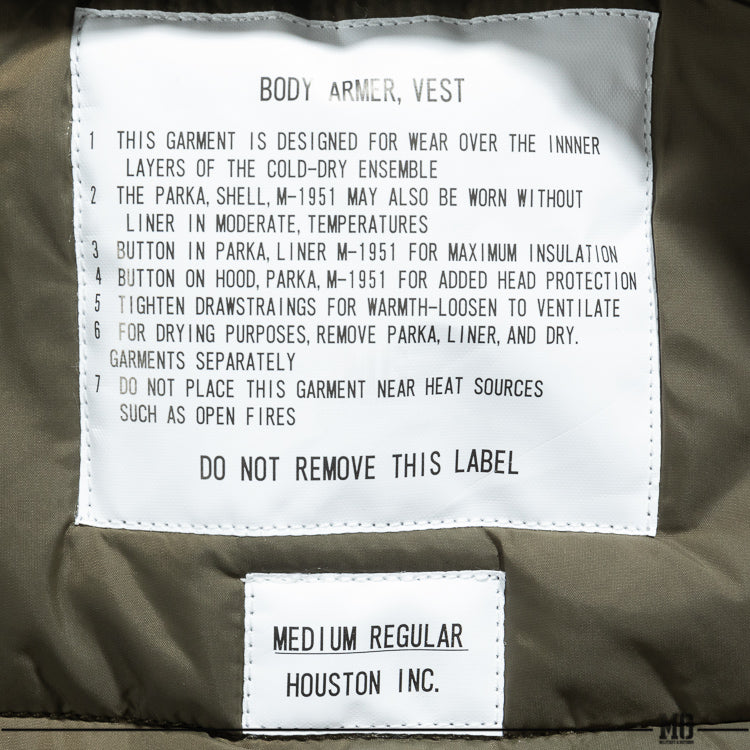 BODY ARMER, VEST
1 THIS GARMENT IS DESIGNED FOR WEAR OVER THE INNNER
LAYERS OF THE COLD-DRY ENSEMBLE
2 THE PARKA, SHELL, M-1951 MAY ALSO BE WORN WITHOUT
LINER IN MODERATE, TEMPERATURES
3 BUTTON IN PARKA, LINER M-1951 FOR MAXIMUM INSULATION
4 BUTTON ON HOOD, PARKA, M-1951 FOR ADDED HEAD PROTECTION
5 TIGHTEN DRAWSTRAINGS FOR WARMTH-LOOSEN TO VENTILATE
6 FOR DRYING PURPOSES, REMOVE PARKA, LINER, AND DRY.
GARMENTS SEPARATELY
7 DO NOT PLACE THIS GARMENT NEAR HEAT SOURCES
SUCH AS OPEN FIRES
DO NOT REMOVE THIS LABEL
MEDIUM REGULAR
HOUSTON INC.